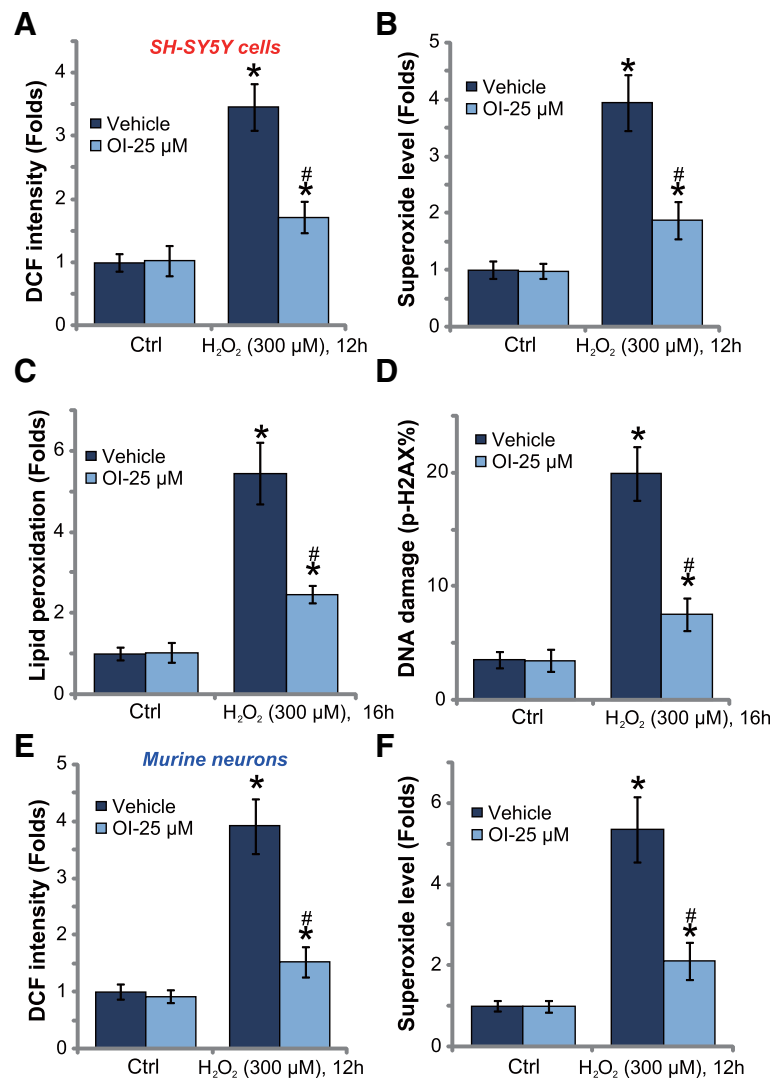 A
SH-SY5Y cells
DCF intensity (Folds)
4
3
2
1
0
Vehicle
OI-25 µM
*
#
*
Ctrl
H₂O₂ (300 µM), 12h
B
Superoxide level (Folds)
5
4
3
2
1
0
Vehicle
OI-25 µM
*
#
*
Ctrl
H₂O₂ (300 µM), 12h
C
Lipid peroxidation (Folds)
6
4
2
0
Vehicle
OI-25 µM
*
#
*
Ctrl
H₂O₂ (300 µM), 16h
D
DNA damage (p-H2AX%)
20
10
0
Vehicle
OI-25 µM
*
#
*
Ctrl
H₂O₂ (300 µM), 16h
E
Murine neurons
DCF intensity (Folds)
5
4
3
2
1
0
Vehicle
OI-25 µM
*
#
*
Ctrl
H₂O₂ (300 µM), 12h
F
Superoxide level (Folds)
6
4
2
0
Vehicle
OI-25 µM
*
#
*
Ctrl
H₂O₂ (300 µM), 12h